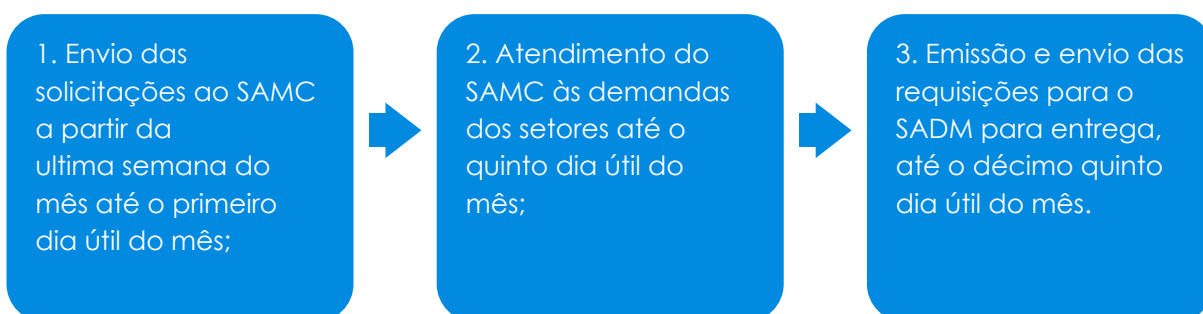 1. Envio das
solicitações ao SAMC
a partir da
ultima semana do
mês até o primeiro
dia útil do mês;
2. Atendimento do
SAMC às demandas
dos setores até o
quinto dia útil do
mês;
3. Emissão e envio das
requisições para o
SADM para entrega,
até o décimo quinto
dia útil do mês.